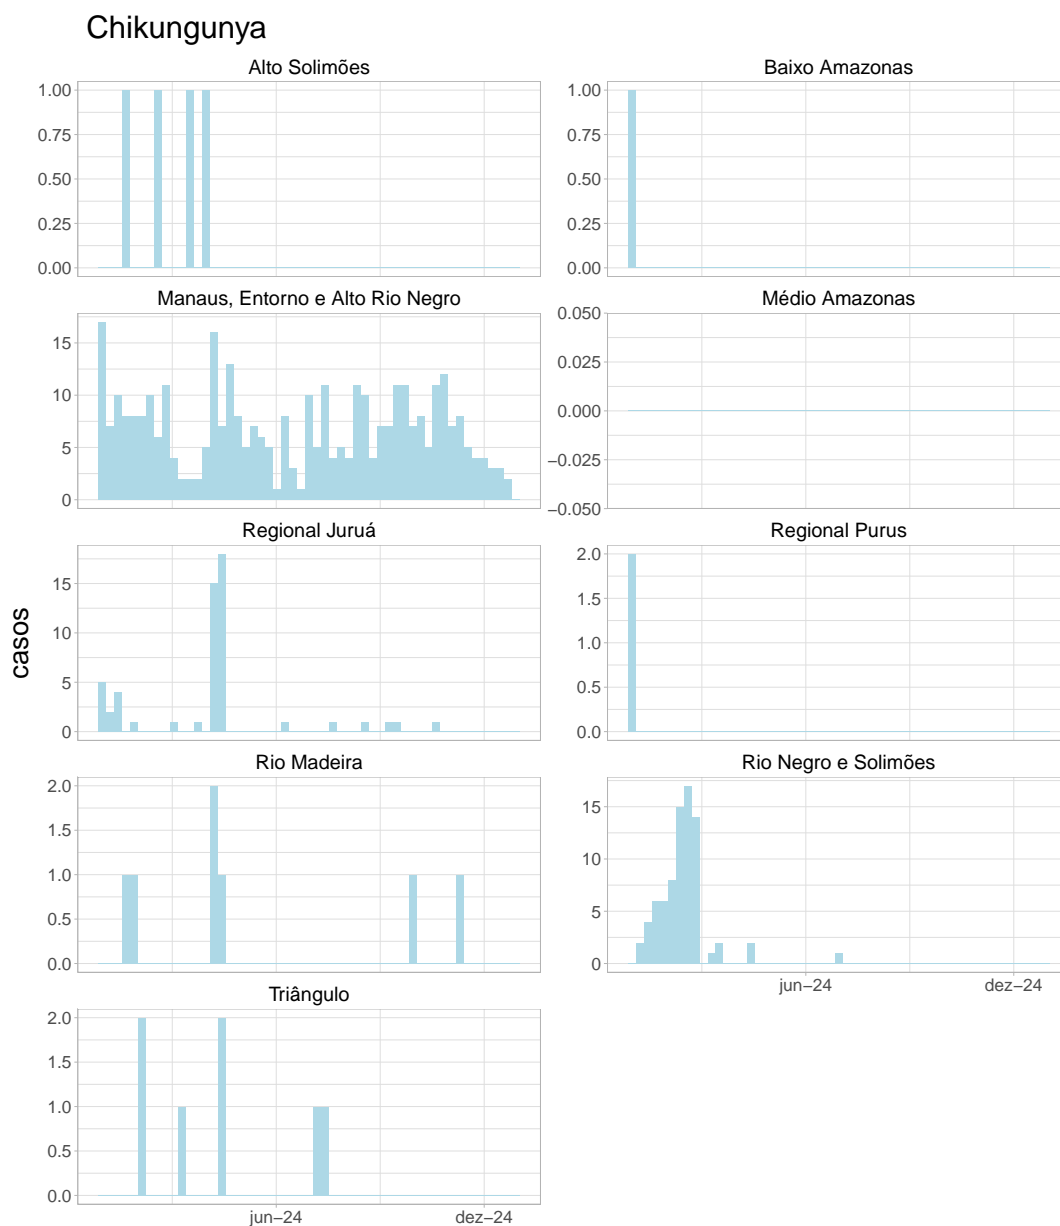 Chikungunya
Alto Solimões
1.00
0.75
0.50
0.25
0.00
Baixo Amazonas
1.00
0.75
0.50
0.25
0.00
Manaus, Entorno e Alto Rio Negro
15
10
5
0
Médio Amazonas
0.050
0.025
0.000
−0.025
−0.050
Regional Juruá
15
10
5
0
Regional Purus
2.0
1.5
1.0
0.5
0.0
casos
Rio Madeira
2.0
1.5
1.0
0.5
0.0
Rio Negro e Solimões
15
10
5
0
jun−24
dez−24
Triângulo
2.0
1.5
1.0
0.5
0.0
jun−24
dez−24